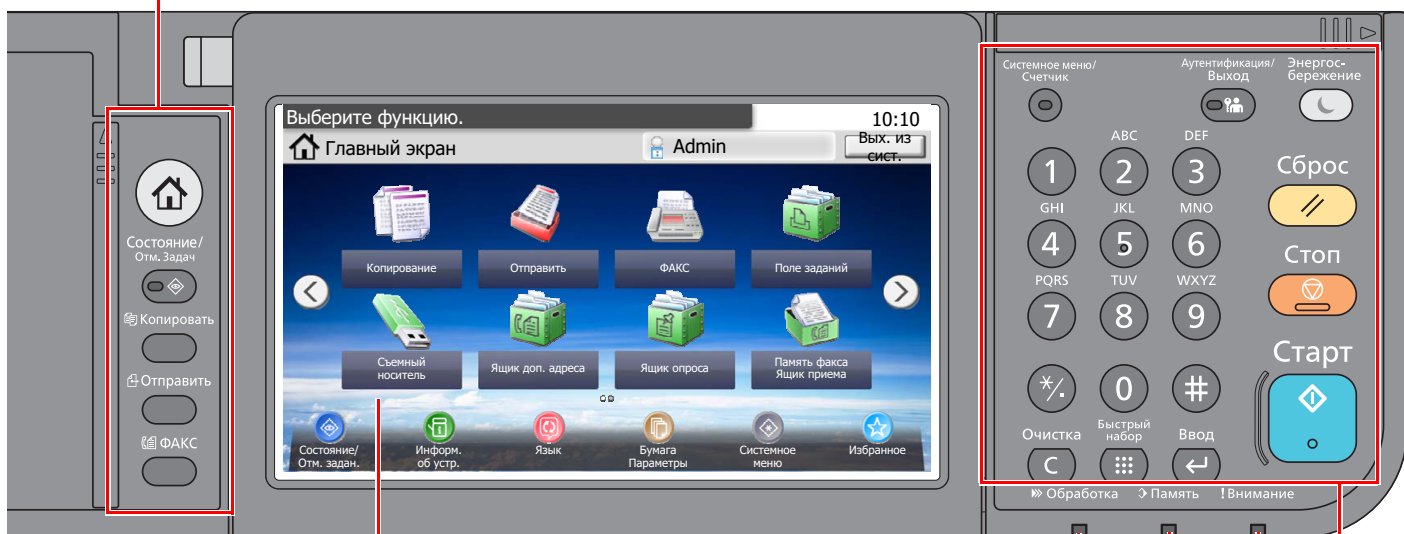 Состояние/
Отм. Задач
Копировать
Отправить
ФАКС
Выберите функцию.
10:10
Главный экран
Admin
Вых. из
сист.
Копирование
Отправить
ФАКС
Поле заданий
Съемный
носитель
Ящик доп. адреса
Ящик опроса
Память факса
Ящик приема
Состояние/
Отм. задан.
Информ.
об устр.
Язык
Бумага
Параметры
Системное
меню
Избранное
Системное меню/
Счетчик
Аутентификация/
Выход
Энергос-
бережение
ABC
DEF
1
2
3
Сброс
GHI
JKL
MNO
4
5
6
Стоп
PQRS
TUV
WXYZ
7
8
9
Старт
*/.
0
#
Очистка
Быстрый
набор
Ввод
C
Обработка
Память
!Внимание